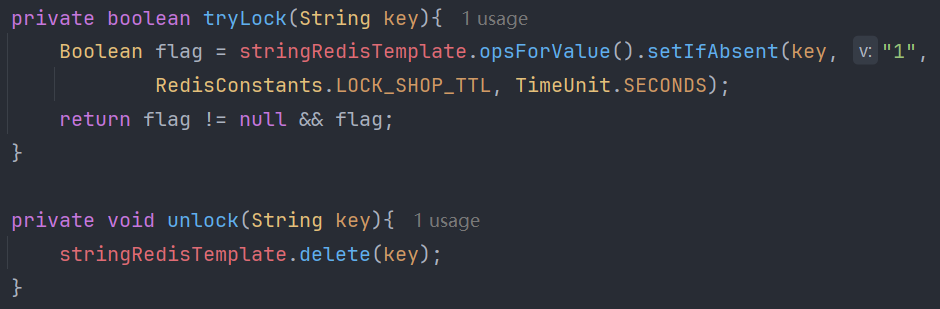 private boolean tryLock(String key){ 1 usage
Boolean flag = stringRedisTemplate.opsForValue().setIfAbsent(key, v: "1",
RedisConstants.LOCK_SHOP_TTL, TimeUnit.SECONDS);
return flag != null && flag;
}
private void unlock(String key){ 1 usage
stringRedisTemplate.delete(key);
}